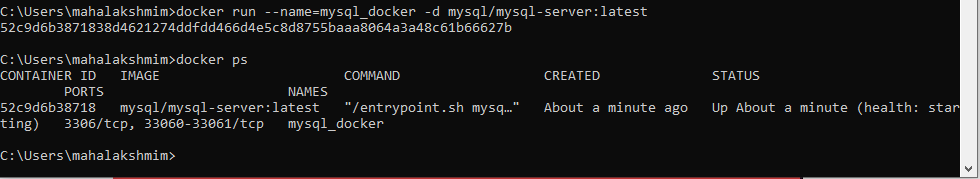 C:\Users\mahalakshmim>docker run --name=mysql_docker -d mysql/mysql-server:latest
52c9d6b3871838d4621274ddfdd466d4e5c8d8755baaa8064a3a48c61b66627b
C:\Users\mahalakshmim>docker ps
CONTAINER ID   IMAGE                       COMMAND                  CREATED              STATUS
        PORTS                       NAMES
52c9d6b38718   mysql/mysql-server:latest   "/entrypoint.sh mysq…"   About a minute ago   Up About a minute (health: star
ting)   3306/tcp, 33060-33061/tcp   mysql_docker
C:\Users\mahalakshmim>